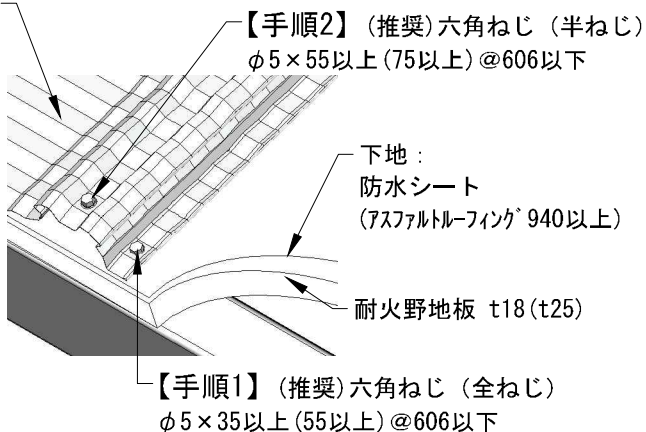 【手順2】(推奨)六角ねじ(半ねじ)
φ5×55以上(75以上)@606以下
下地:
防水シート
(ｱｽﾌｧﾙﾄﾙｰﾌｨﾝｸﾞ940以上)
耐火野地板 t18(t25)
【手順1】(推奨)六角ねじ(全ねじ)
φ5×35以上(55以上)@606以下